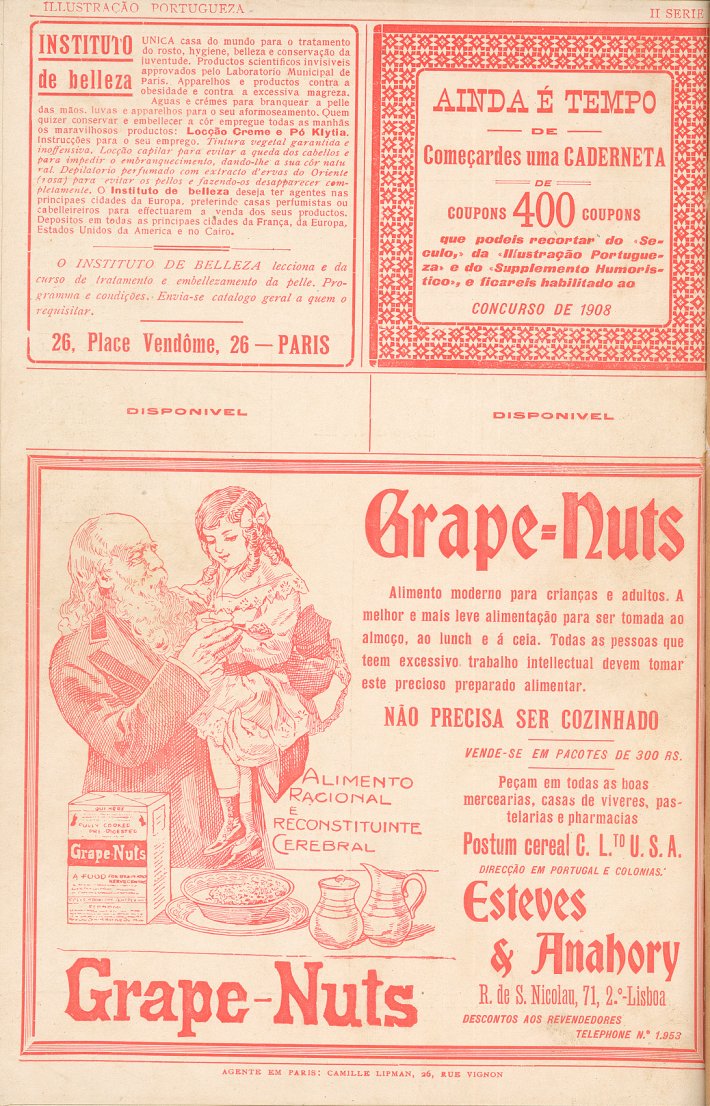 ILLUSTRAÇÃO PORTUGUEZA
II SERIE
INSTITUTO
de belleza
UNICA casa do mundo para o tratamento
do rosto, hygiene, belleza e conservação da
juventude. Productos scientificos invisiveis
approvados pelo Laboratorio Municipal de
Paris. Apparelhos e productos contra a
obesidade e contra a excessiva magreza.
Aguas e crémes para branquear a pelle
das mãos, luvas e apparelhos para o seu aformoseamento. Quem
quizer conservar e embellecer a côr empregue todas as manhãs
os maravilhosos productos: Locção Creme e Pó Klytia.
Instrucções para o seu emprego. Tintura vegetal garantida e
inoffensiva. Locção capilar para evitar a queda dos cabellos e
para impedir o embranquecimento, dando-lhe a sua côr natu
ral. Depilatorio perfumado com extracto d'ervas do Oriente
(rosa) para evitar os pellos e fazendo-os desapparecer com-
pletamente. O Instituto de belleza deseja ter agentes nas
principaes cidades da Europa, preferindo casas perfumistas ou
cabelleireiros para effectuarem a venda dos seus productos.
Depositos em todas as principaes cidades da França, da Europa,
Estados Unidos da America e no Cairo.
O INSTITUTO DE BELLEZA lecciona e da
curso de tratamento e embellezamento da pelle. Pro-
gramma e condições. Envia-se catalogo geral a quem o
requisitar.
26, Place Vendôme, 26 — PARIS
AINDA É TEMPO
DE
Começardes uma CADERNETA
DE
COUPONS 400 COUPONS
que podeis recortar do «Se-
culo,» da «Illustração Portugue-
za» e do «Supplemento Humoris-
tico», e ficareis habilitado ao
CONCURSO DE 1908
DISPONIVEL
DISPONIVEL
Grape=Nuts
Alimento moderno para crianças e adultos. A
melhor e mais leve alimentação para ser tomada ao
almoço, ao lunch e á ceia. Todas as pessoas que
teem excessivo trabalho intellectual devem tomar
este precioso preparado alimentar.
NÃO PRECISA SER COZINHADO
VENDE-SE EM PACOTES DE 300 RS.
Peçam em todas as boas
mercearias, casas de viveres, pas-
telarias e pharmacias
Postum cereal C. L.TD U. S. A.
DIRECÇÃO EM PORTUGAL E COLONIAS.
Esteves
& Anahory
R. de S. Nicolau, 71, 2.º-Lisboa
DESCONTOS AOS REVENDEDORES
TELEPHONE N.º 1.953
ALIMENTO
RACIONAL
E
RECONSTITUINTE
CEREBRAL
FULLY COOKED
Grape Nuts
A FOOD
Grape-Nuts
AGENTE EM PARIS: CAMILLE LIPMAN, 26, RUE VIGNON